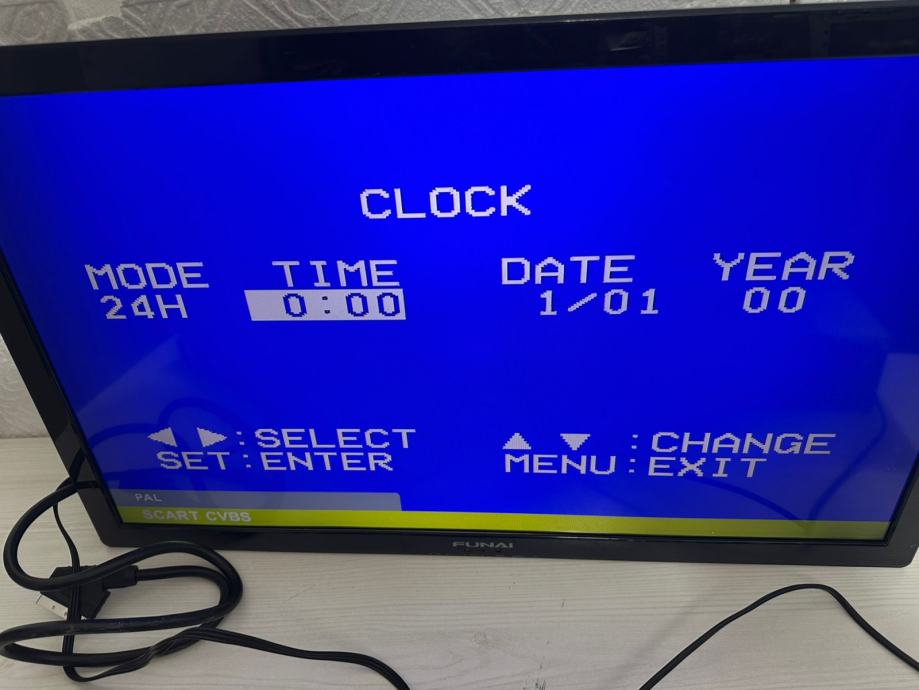 CLOCK
MODE TIME DATE YEAR
24H 0:00 1/01 00
◀ ▶:SELECT ▲ ▼ :CHANGE
SET:ENTER MENU:EXIT
PAL
SCART CVBS
FUNAI